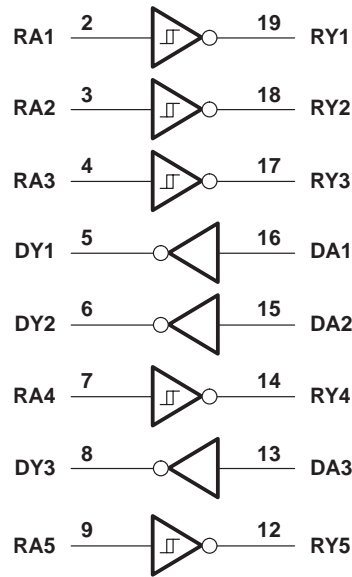 RA1 2 19 RY1
RA2 3 18 RY2
RA3 4 17 RY3
DY1 5 16 DA1
DY2 6 15 DA2
RA4 7 14 RY4
DY3 8 13 DA3
RA5 9 12 RY5